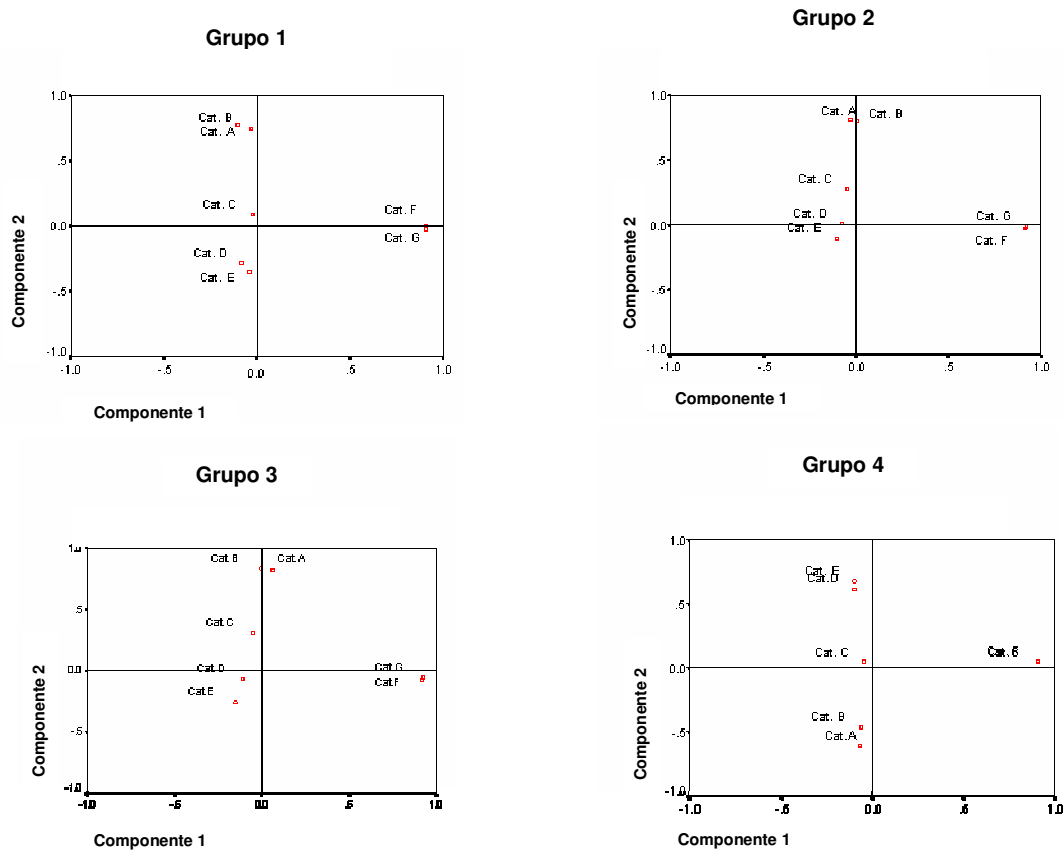 Grupo 1
1.0
Cat. B
Cat. A
.5
Cat. C
Cat. F
0.0
Cat. G
Cat. D
Cat. E
-.5
-1.0
-1.0
-.5
0.0
.5
1.0
Componente 2
Componente 1
Grupo 2
1.0
Cat. A
Cat. B
.5
Cat. C
Cat. D
Cat. G
0.0
Cat. E
Cat. F
-.5
-1.0
-1.0
-.5
0.0
.5
1.0
Componente 2
Componente 1
Grupo 3
1.0
Cat.B
Cat.A
.5
Cat.C
0.0
Cat.D
Cat.G
Cat.F
Cat.E
-.5
-1.0
-1.0
-.5
0.0
.5
1.0
Componente 2
Componente 1
Grupo 4
1.0
Cat. E
Cat.D
.5
Cat. C
0.0
Cat. B
Cat.A
-.5
-1.0
-1.0
-.5
0.0
.5
1.0
Componente 2
Componente 1